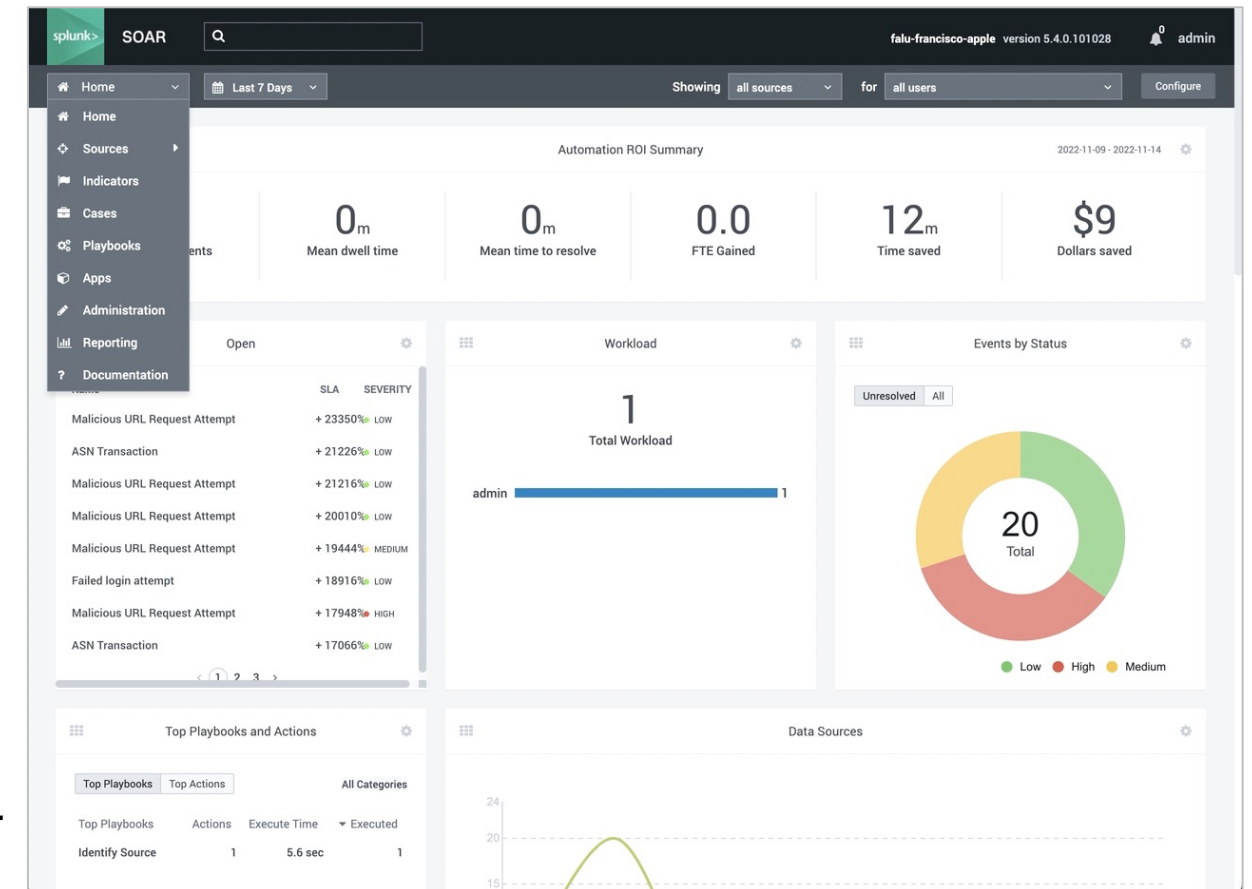 splunk> SOAR falu-francisco-apple version 5.4.0.101028 0 admin
Home Last 7 Days Showing all sources for all users Configure
Home
Sources
Indicators
Cases
Playbooks
Apps
Administration
Reporting
? Documentation
Automation ROI Summary 2022-11-09 - 2022-11-14
0m 0m 0.0 12m $9
Mean dwell time Mean time to resolve FTE Gained Time saved Dollars saved
Open
SLA SEVERITY
Malicious URL Request Attempt + 23350% LOW
ASN Transaction + 21226% LOW
Malicious URL Request Attempt + 21216% LOW
Malicious URL Request Attempt + 20010% LOW
Malicious URL Request Attempt + 19444% MEDIUM
Failed login attempt + 18916% LOW
Malicious URL Request Attempt + 17948% HIGH
ASN Transaction + 17066% LOW
‹ 1 2 3 ›
Workload
1
Total Workload
admin 1
Events by Status
Unresolved All
20
Total
Low High Medium
Top Playbooks and Actions
Top Playbooks Top Actions All Categories
Top Playbooks Actions Execute Time Executed
Identify Source 1 5.6 sec 1
Data Sources
24
20
15